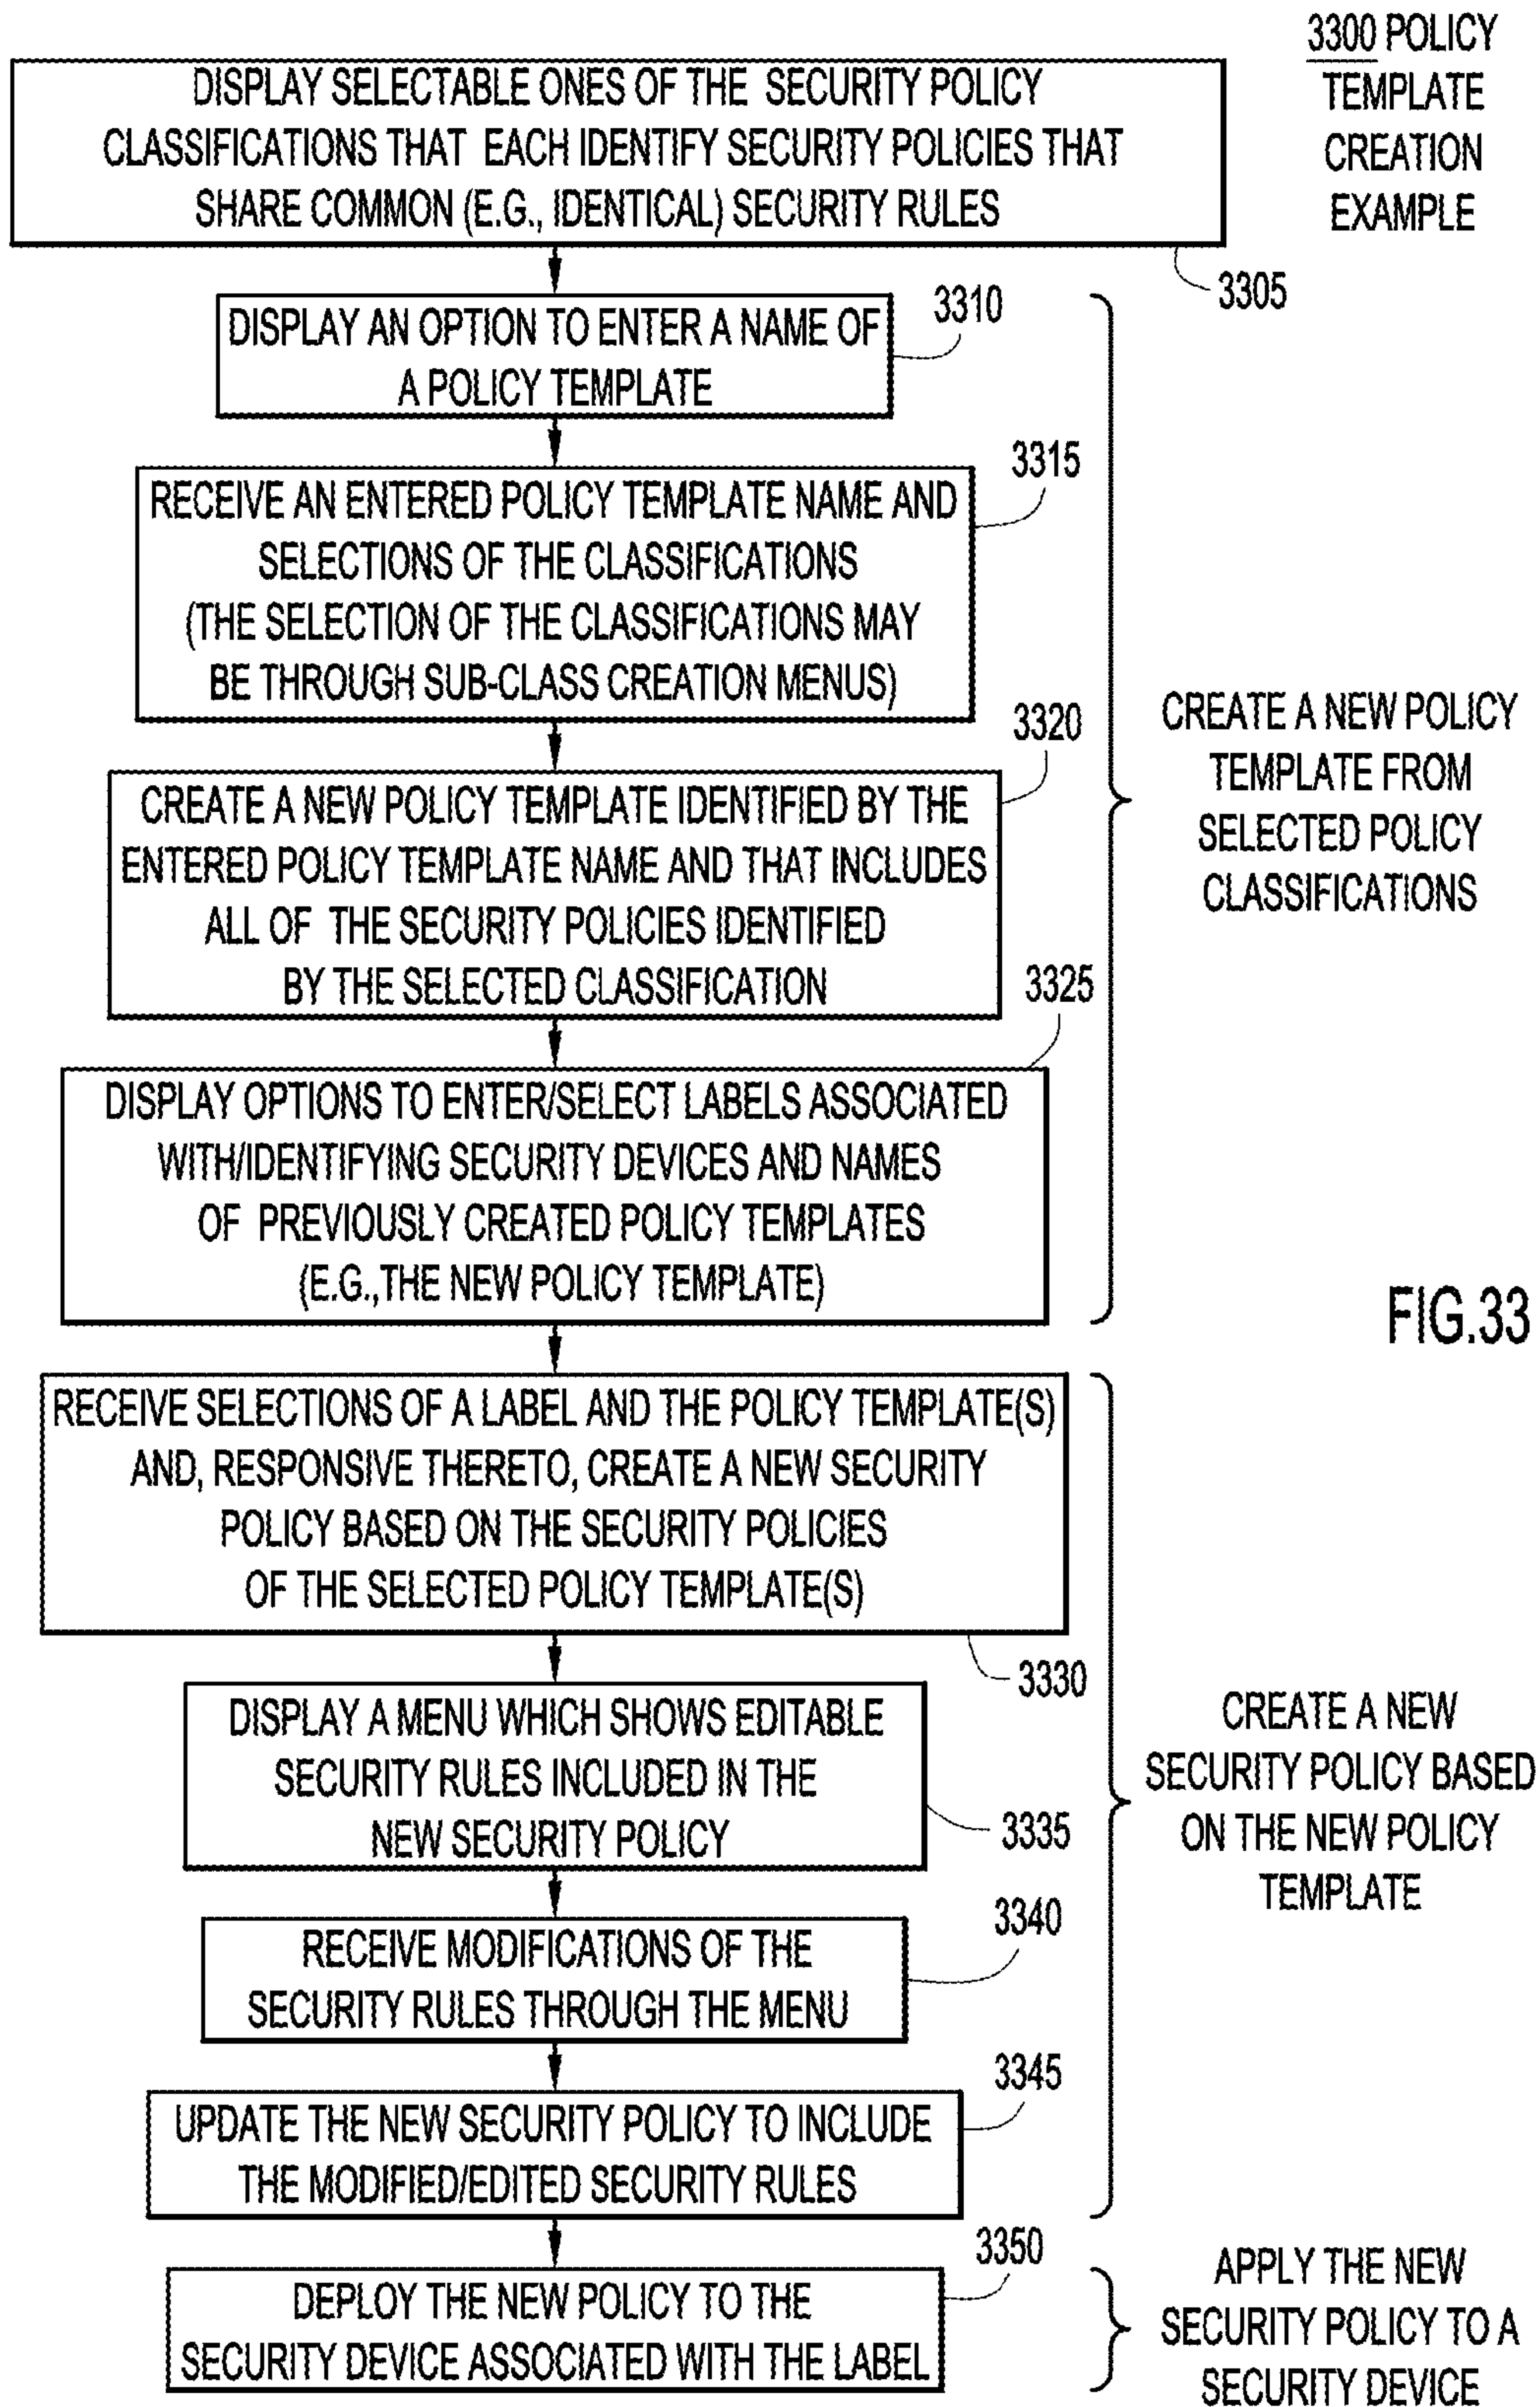 3300 POLICY
TEMPLATE
CREATION
EXAMPLE
DISPLAY SELECTABLE ONES OF THE SECURITY POLICY
CLASSIFICATIONS THAT EACH IDENTIFY SECURITY POLICIES THAT
SHARE COMMON (E.G., IDENTICAL) SECURITY RULES
3305
DISPLAY AN OPTION TO ENTER A NAME OF
A POLICY TEMPLATE
3310
RECEIVE AN ENTERED POLICY TEMPLATE NAME AND
SELECTIONS OF THE CLASSIFICATIONS
(THE SELECTION OF THE CLASSIFICATIONS MAY
BE THROUGH SUB-CLASS CREATION MENUS)
3315
CREATE A NEW POLICY TEMPLATE IDENTIFIED BY THE
ENTERED POLICY TEMPLATE NAME AND THAT INCLUDES
ALL OF THE SECURITY POLICIES IDENTIFIED
BY THE SELECTED CLASSIFICATION
3320
DISPLAY OPTIONS TO ENTER/SELECT LABELS ASSOCIATED
WITH/IDENTIFYING SECURITY DEVICES AND NAMES
OF PREVIOUSLY CREATED POLICY TEMPLATES
(E.G.,THE NEW POLICY TEMPLATE)
3325
CREATE A NEW POLICY
TEMPLATE FROM
SELECTED POLICY
CLASSIFICATIONS
FIG.33
RECEIVE SELECTIONS OF A LABEL AND THE POLICY TEMPLATE(S)
AND, RESPONSIVE THERETO, CREATE A NEW SECURITY
POLICY BASED ON THE SECURITY POLICIES
OF THE SELECTED POLICY TEMPLATE(S)
3330
DISPLAY A MENU WHICH SHOWS EDITABLE
SECURITY RULES INCLUDED IN THE
NEW SECURITY POLICY
3335
RECEIVE MODIFICATIONS OF THE
SECURITY RULES THROUGH THE MENU
3340
UPDATE THE NEW SECURITY POLICY TO INCLUDE
THE MODIFIED/EDITED SECURITY RULES
3345
CREATE A NEW
SECURITY POLICY BASED
ON THE NEW POLICY
TEMPLATE
DEPLOY THE NEW POLICY TO THE
SECURITY DEVICE ASSOCIATED WITH THE LABEL
3350
APPLY THE NEW
SECURITY POLICY TO A
SECURITY DEVICE